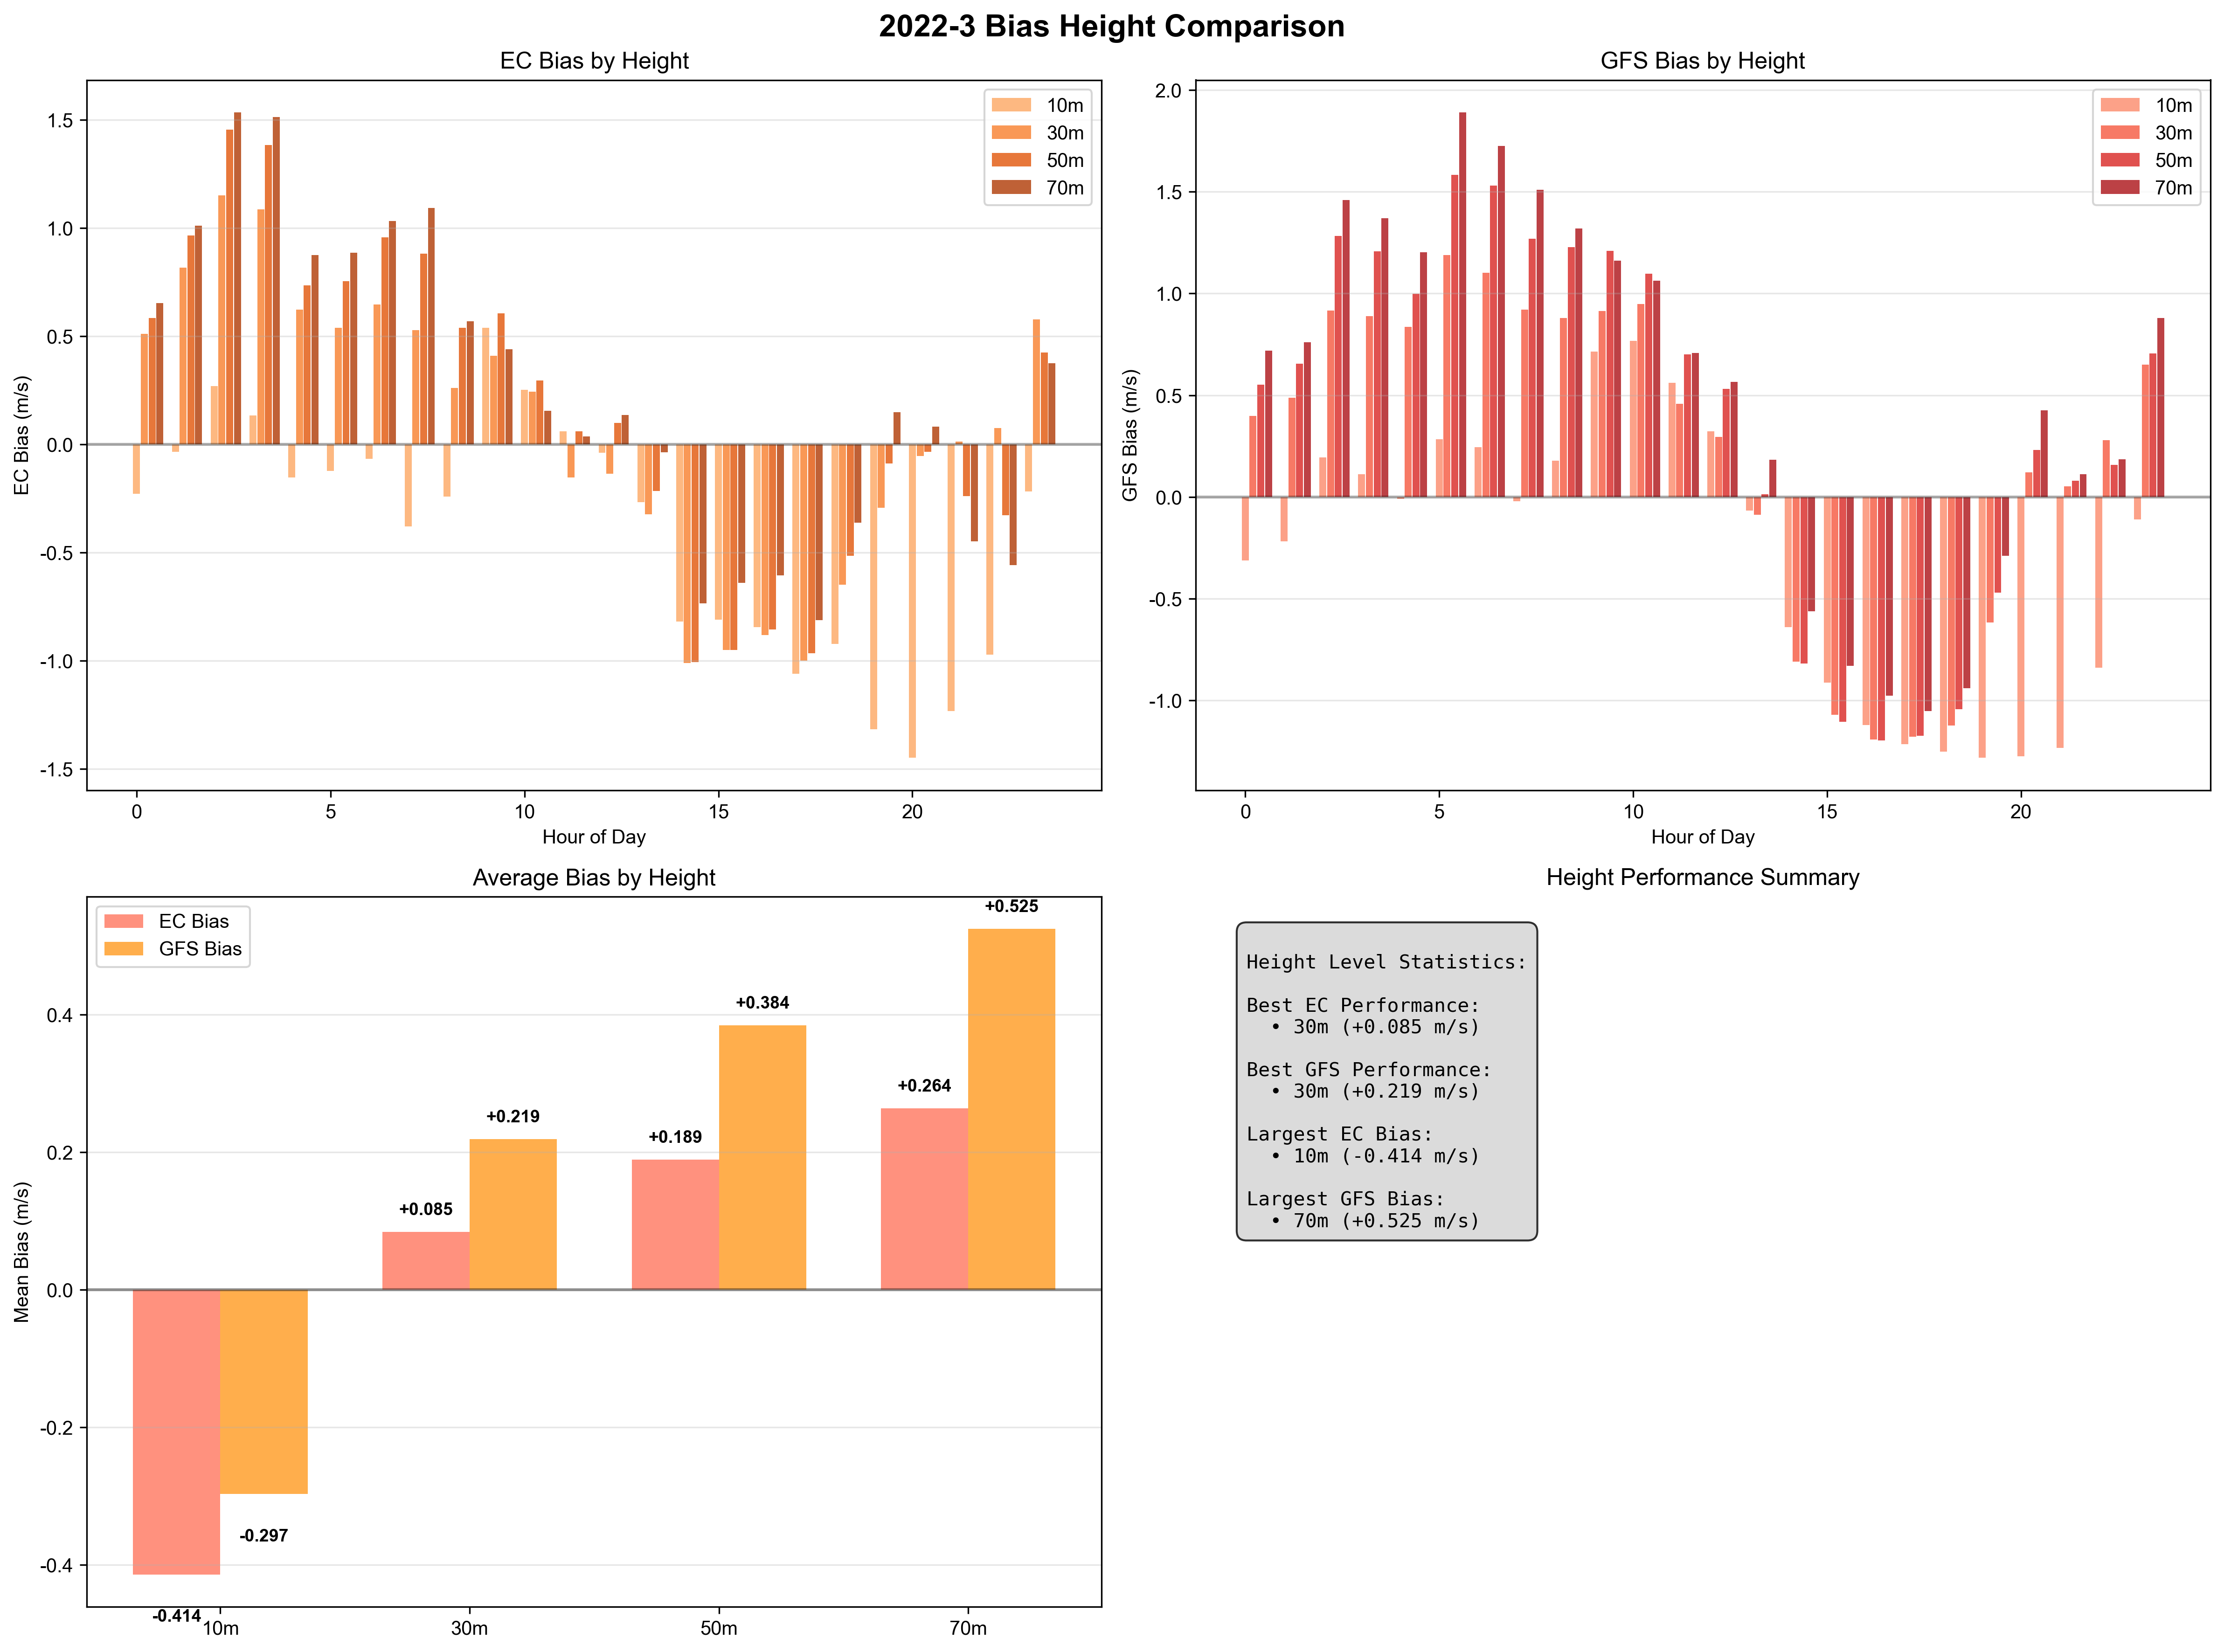 2022-3 Bias Height Comparison
EC Bias by Height
EC Bias (m/s)
1.5
1.0
0.5
0.0
-0.5
-1.0
-1.5
0
5
10
15
20
Hour of Day
10m
30m
50m
70m
GFS Bias by Height
GFS Bias (m/s)
2.0
1.5
1.0
0.5
0.0
-0.5
-1.0
0
5
10
15
20
Hour of Day
10m
30m
50m
70m
Average Bias by Height
EC Bias
GFS Bias
Mean Bias (m/s)
0.4
0.2
0.0
-0.2
-0.4
-0.414
-0.297
+0.085
+0.219
+0.189
+0.384
+0.264
+0.525
10m
30m
50m
70m
Height Performance Summary
Height Level Statistics:
Best EC Performance:
• 30m (+0.085 m/s)
Best GFS Performance:
• 30m (+0.219 m/s)
Largest EC Bias:
• 10m (-0.414 m/s)
Largest GFS Bias:
• 70m (+0.525 m/s)